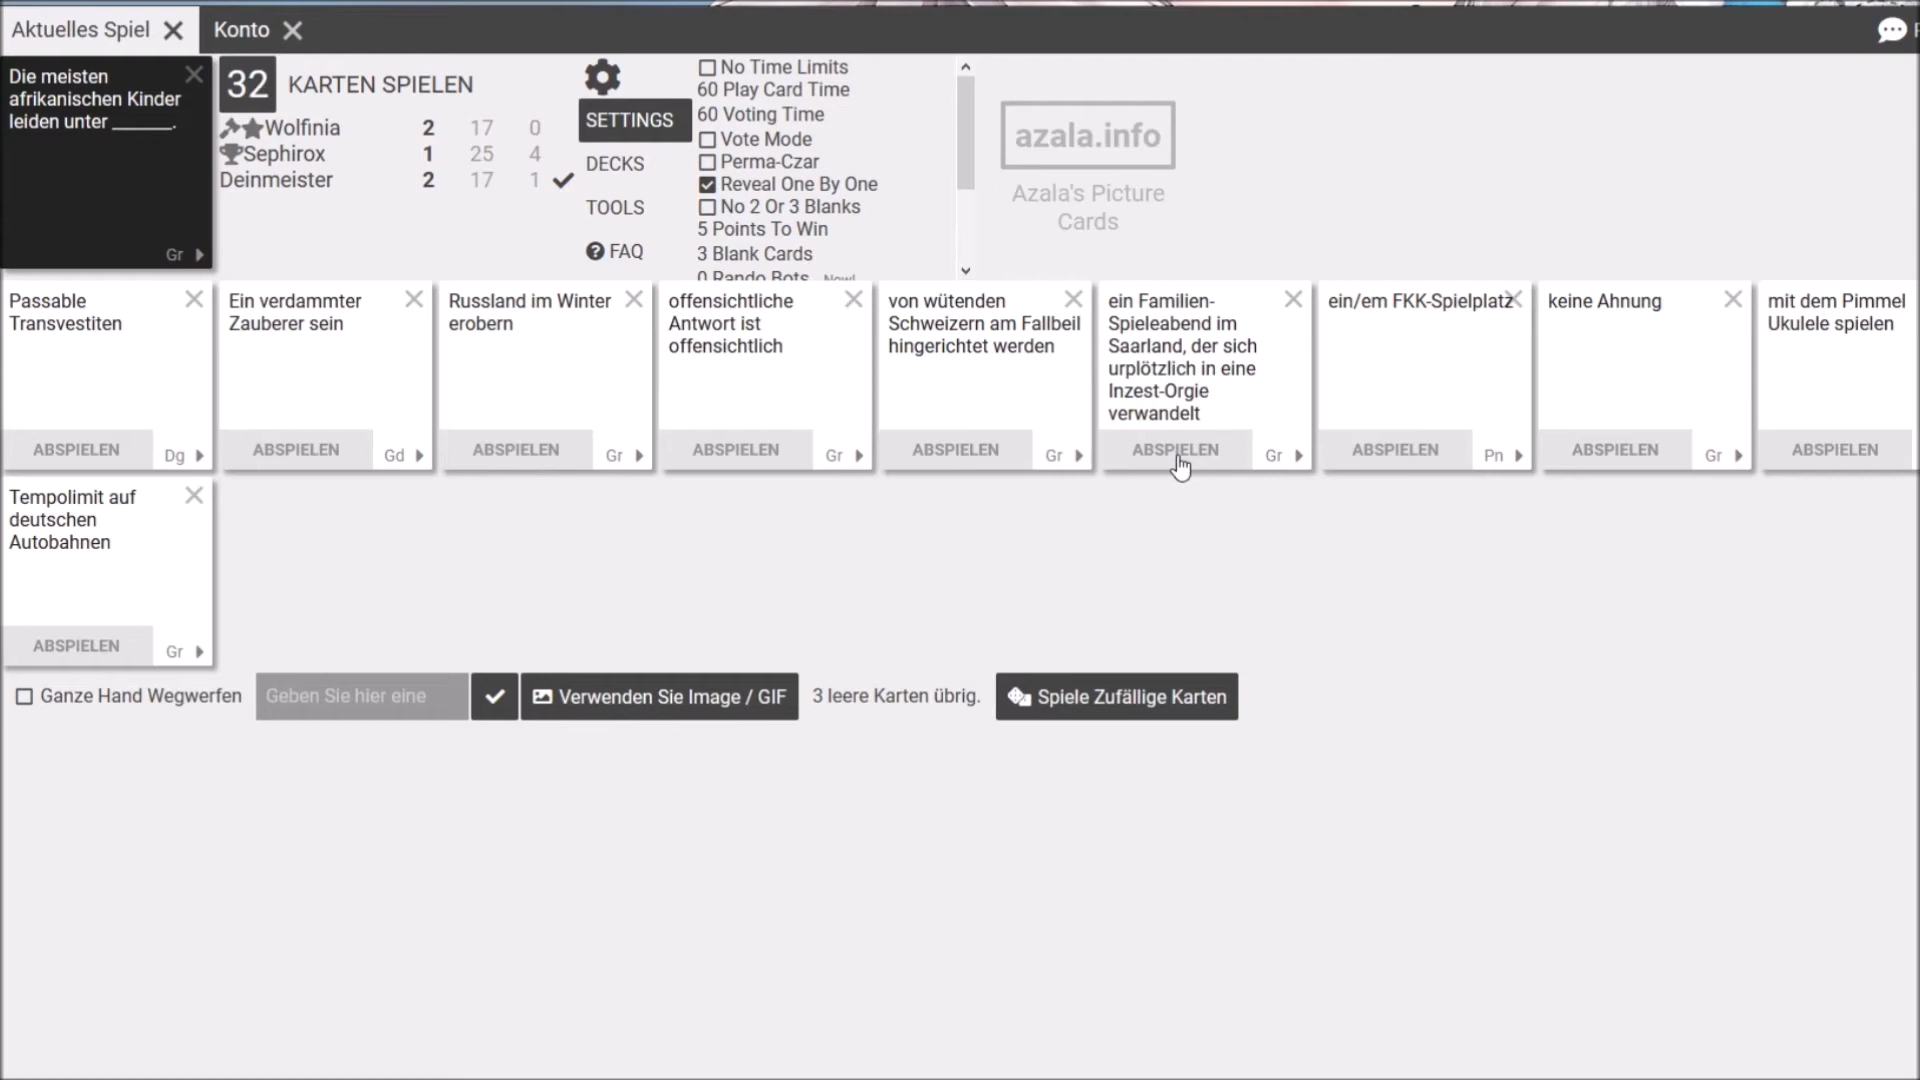 Aktuelles Spiel
Konto
Die meisten
afrikanischen Kinder
leiden unter ______.
Gr
32 KARTEN SPIELEN
Wolfinia 2 17 0
Sephirox 1 25 4
Deinmeister 2 17 1
SETTINGS
DECKS
TOOLS
FAQ
No Time Limits
60 Play Card Time
60 Voting Time
Vote Mode
Perma-Czar
Reveal One By One
No 2 Or 3 Blanks
5 Points To Win
3 Blank Cards
0 Rando Bots New!
azala.info
Azala's Picture
Cards
Passable
Transvestiten
ABSPIELEN
Dg
Ein verdammter
Zauberer sein
ABSPIELEN
Gd
Russland im Winter
erobern
ABSPIELEN
Gr
offensichtliche
Antwort ist
offensichtlich
ABSPIELEN
Gr
von wütenden
Schweizern am Fallbeil
hingerichtet werden
ABSPIELEN
Gr
ein Familien-
Spieleabend im
Saarland, der sich
urplötzlich in eine
Inzest-Orgie
verwandelt
ABSPIELEN
Gr
ein/em FKK-Spielplatz
ABSPIELEN
Pn
keine Ahnung
ABSPIELEN
Gr
mit dem Pimmel
Ukulele spielen
ABSPIELEN
Tempolimit auf
deutschen
Autobahnen
ABSPIELEN
Gr
Ganze Hand Wegwerfen
Geben Sie hier eine
Verwenden Sie Image / GIF
3 leere Karten übrig.
Spiele Zufällige Karten